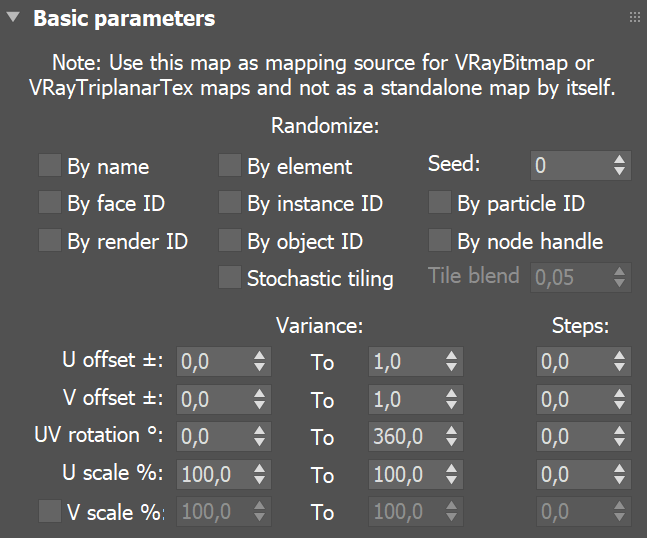 Basic parameters
Note: Use this map as mapping source for VRayBitmap or
VRayTriplanarTex maps and not as a standalone map by itself.
Randomize:
By name By element Seed: 0
By face ID By instance ID By particle ID
By render ID By object ID By node handle
Stochastic tiling Tile blend 0,05
Variance: Steps:
U offset ±: 0,0 To 1,0 0,0
V offset ±: 0,0 To 1,0 0,0
UV rotation °: 0,0 To 360,0 0,0
U scale %: 100,0 To 100,0 0,0
V scale %: 100,0 To 100,0 0,0